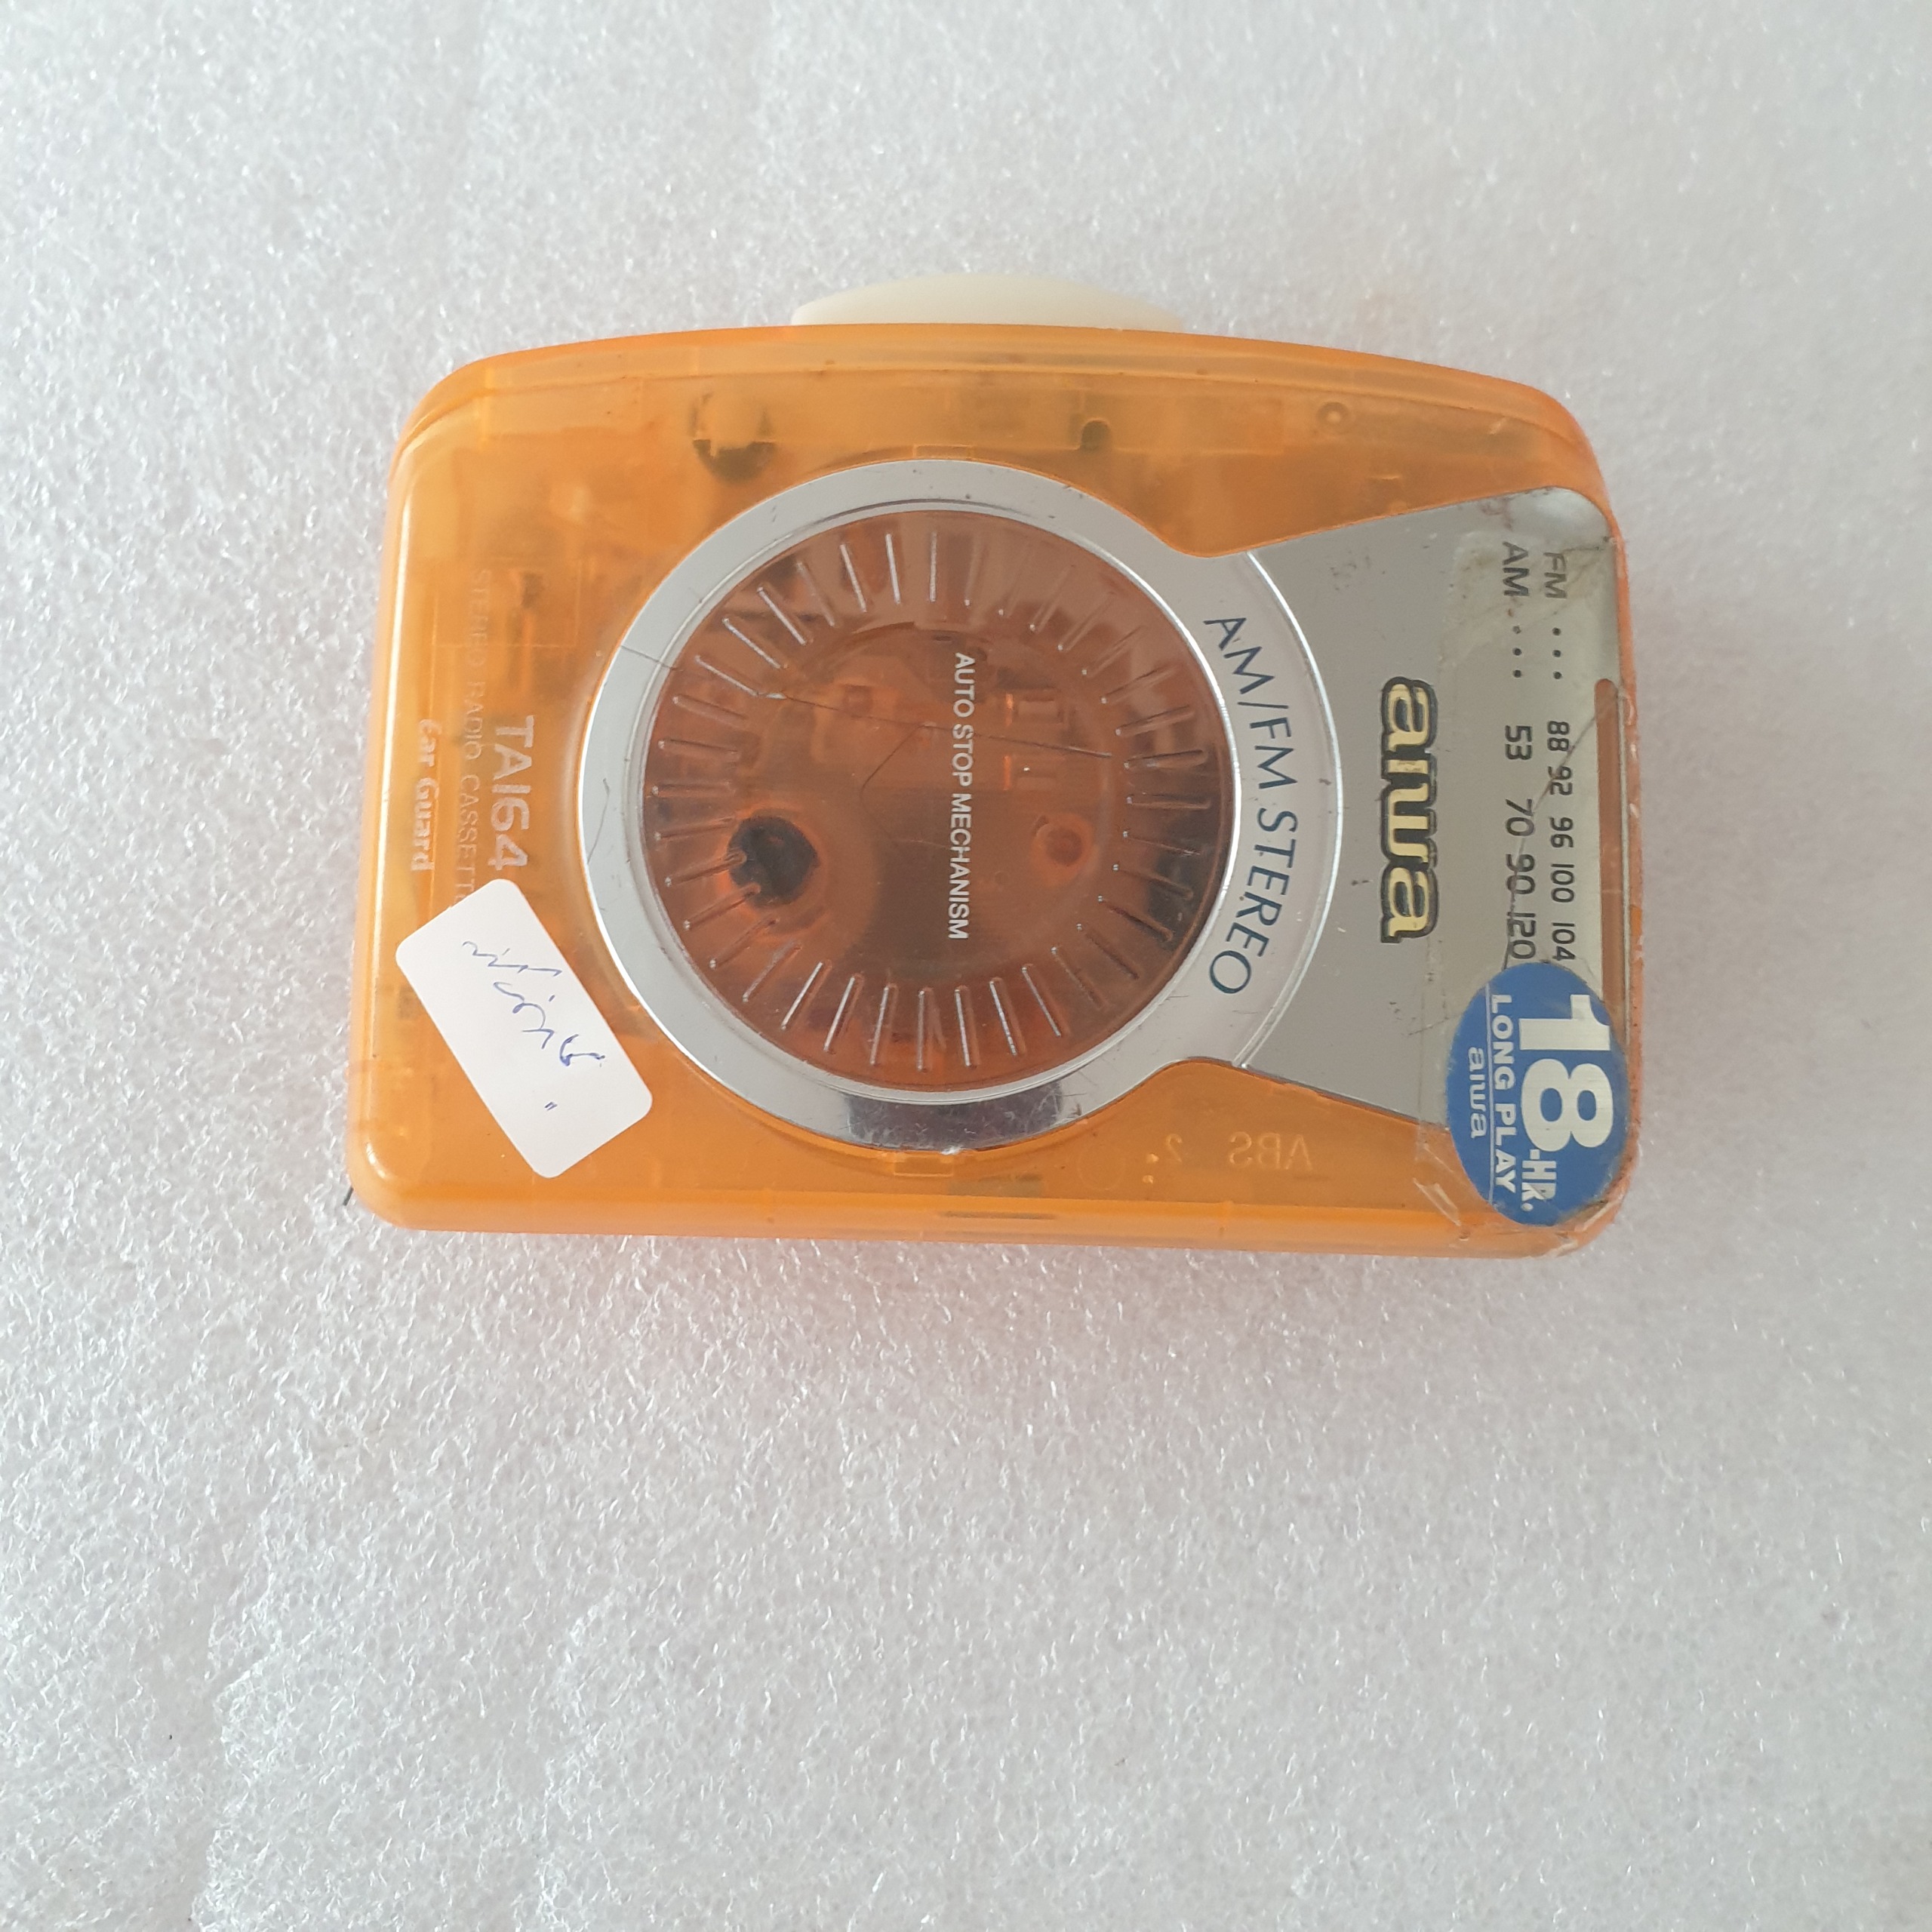 FM ... 88 92 96 100 104
AM ... 53 70 90 120
18-HR.
LONG PLAY
aiwa
aiwa
AM/FM STEREO
AUTO STOP MECHANISM
TA164
STEREO RADIO CASSETTE
Ear Guard
ABS 2